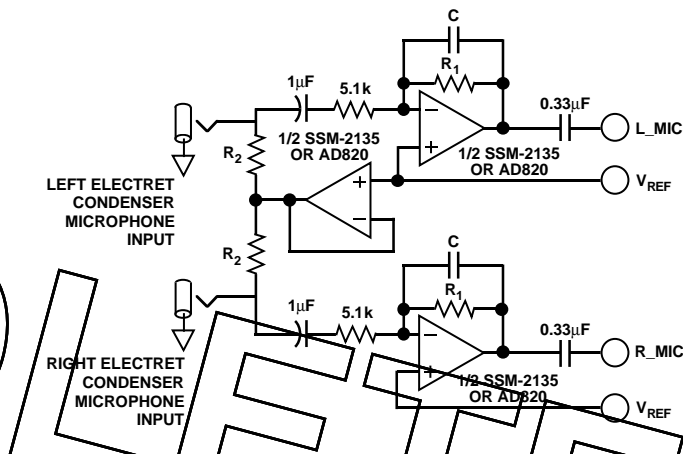 C
R1
1µF
5.1k
0.33µF
L_MIC
1/2 SSM-2135
OR AD820
1/2 SSM-2135
OR AD820
R2
VREF
LEFT ELECTRET
CONDENSER
MICROPHONE
INPUT
R2
C
R1
1µF
5.1k
0.33µF
R_MIC
1/2 SSM-2135
OR AD820
VREF
RIGHT ELECTRET
CONDENSER
MICROPHONE
INPUT